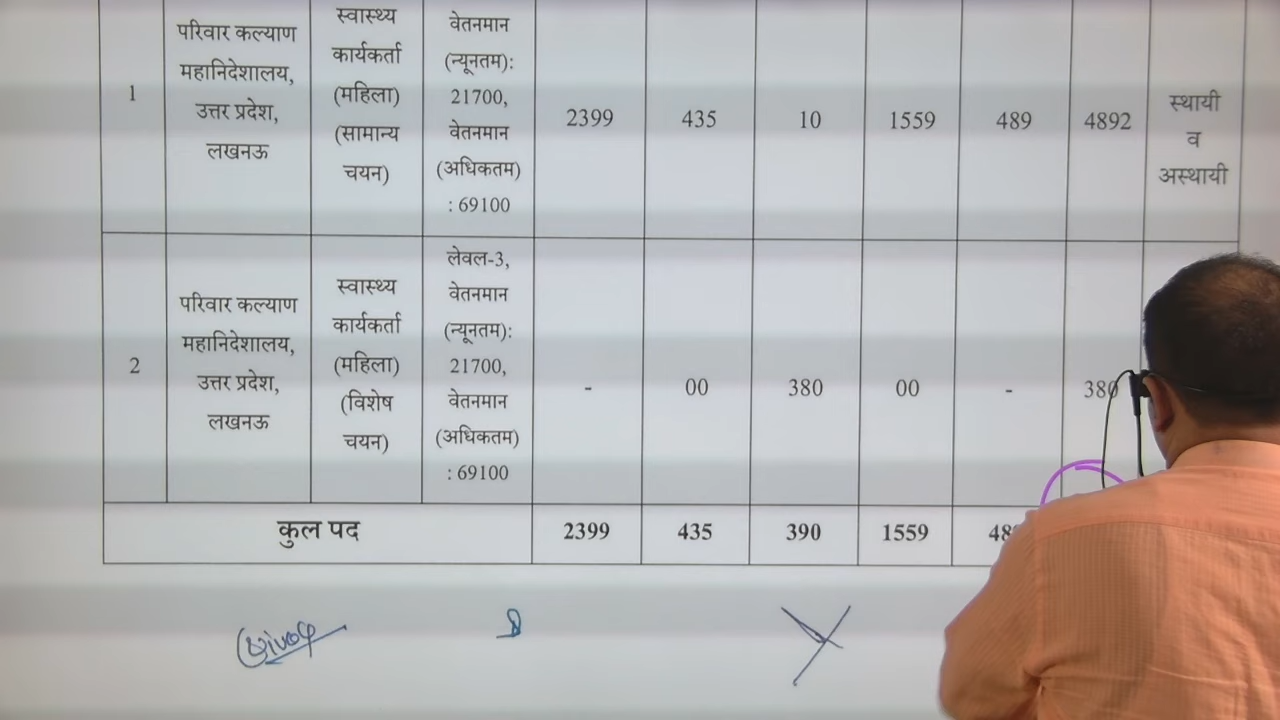 1
परिवार कल्याण
महानिदेशालय,
उत्तर प्रदेश,
लखनऊ
स्वास्थ्य
कार्यकर्ता
(महिला)
(सामान्य
चयन)
वेतनमान
(न्यूनतम):
21700,
वेतनमान
(अधिकतम)
: 69100
2399
435
10
1559
489
4892
स्थायी
व
अस्थायी
2
परिवार कल्याण
महानिदेशालय,
उत्तर प्रदेश,
लखनऊ
स्वास्थ्य
कार्यकर्ता
(महिला)
(विशेष
चयन)
लेवल-3,
वेतनमान
(न्यूनतम):
21700,
वेतनमान
(अधिकतम)
: 69100
-
00
380
00
-
380
कुल पद
2399
435
390
1559